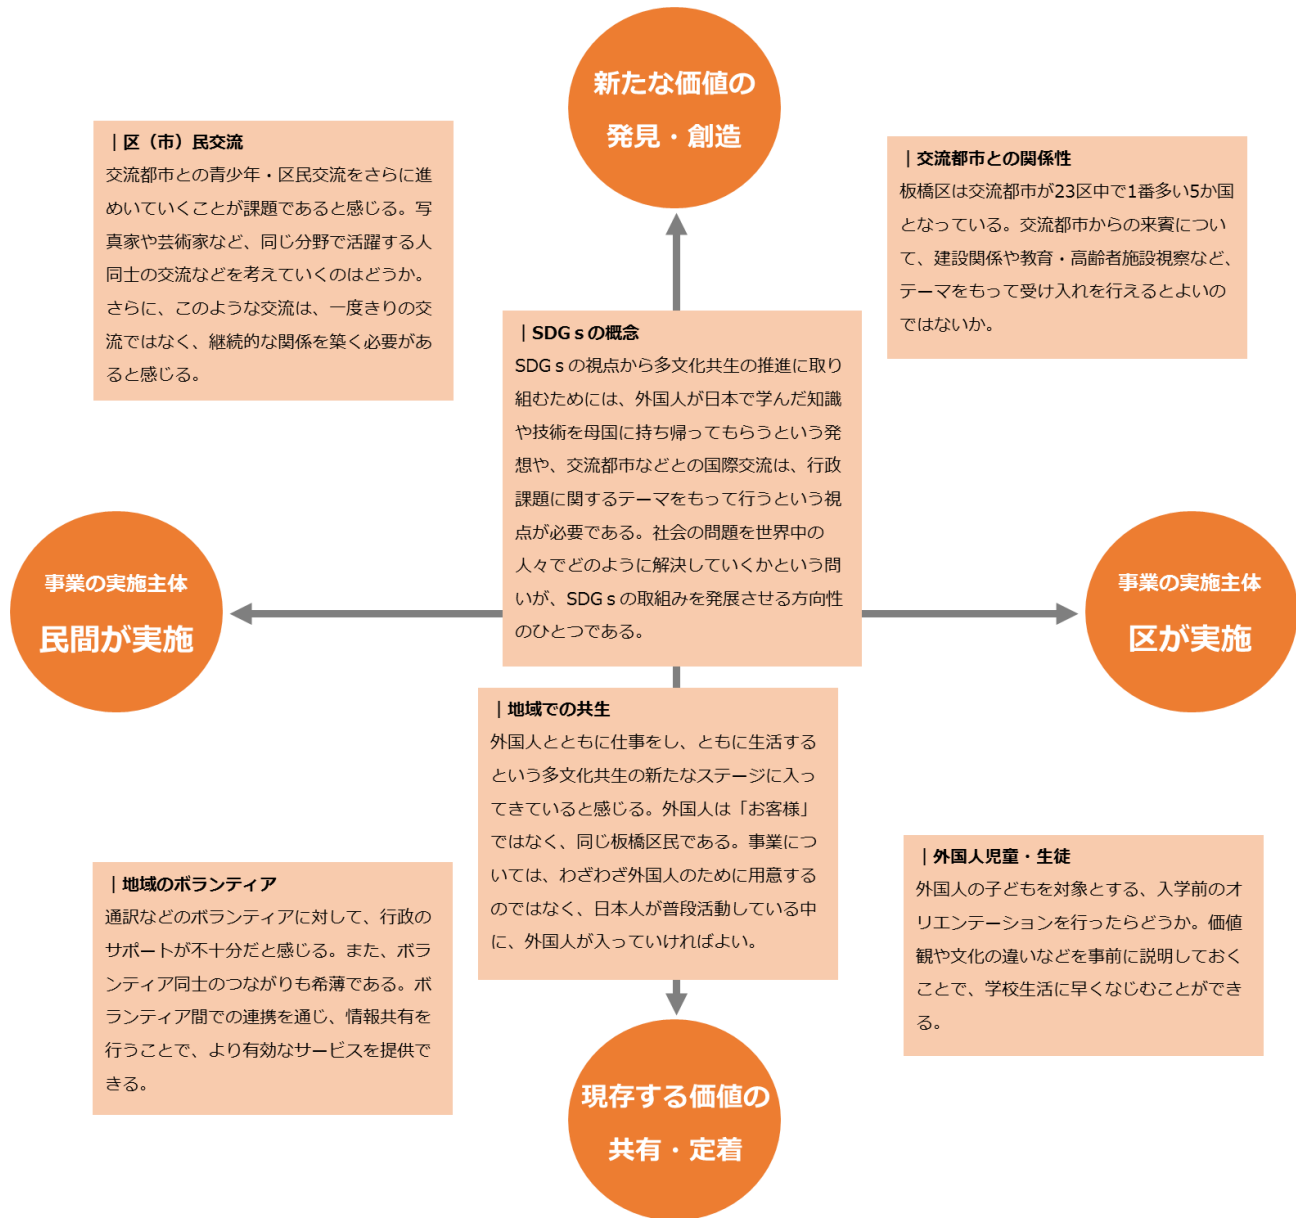 新たな価値の
発見・創造
｜区（市）民交流
交流都市との青少年・区民交流をさらに進
めいていくことが課題であると感じる。写
真家や芸術家など、同じ分野で活躍する人
同士の交流などを考えていくのはどうか。
さらに、このような交流は、一度きりの交
流ではなく、継続的な関係を築く必要があ
ると感じる。
｜交流都市との関係性
板橋区は交流都市が23区中で1番多い5か国
となっている。交流都市からの来賓につい
て、建設関係や教育・高齢者施設視察など、
テーマをもって受け入れを行えるとよいの
ではないか。
｜SDGｓの概念
SDGｓの視点から多文化共生の推進に取り
組むためには、外国人が日本で学んだ知識
や技術を母国に持ち帰ってもらうという発
想や、交流都市などとの国際交流は、行政
課題に関するテーマをもって行うという視
点が必要である。社会の問題を世界中の
人々でどのように解決していくかという問
いが、SDGｓの取組みを発展させる方向性
のひとつである。
事業の実施主体
民間が実施
事業の実施主体
区が実施
｜地域での共生
外国人とともに仕事をし、ともに生活する
という多文化共生の新たなステージに入っ
てきていると感じる。外国人は「お客様」
ではなく、同じ板橋区民である。事業につ
いては、わざわざ外国人のために用意する
のではなく、日本人が普段活動している中
に、外国人が入っていければよい。
｜地域のボランティア
通訳などのボランティアに対して、行政の
サポートが不十分だと感じる。また、ボラ
ンティア同士のつながりも希薄である。ボ
ランティア間での連携を通じ、情報共有を
行うことで、より有効なサービスを提供で
きる。
｜外国人児童・生徒
外国人の子どもを対象とする、入学前のオ
リエンテーションを行ったらどうか。価値
観や文化の違いなどを事前に説明しておく
ことで、学校生活に早くなじむことができ
る。
現存する価値の
共有・定着